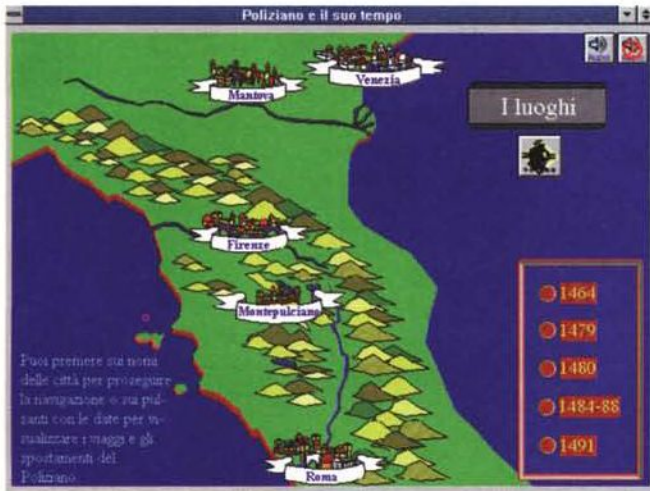 Poliziano e il suo tempo
Mantova
Venezia
I luoghi
Firenze
Montepulciano
Roma
1464
1479
1480
1484-88
1491
Puoi premere sui nomi
delle città per proseguire
la navigazione o sui pul-
santi con le date per vi-
sualizzare i viaggi e gli
spostamenti del
Poliziano.